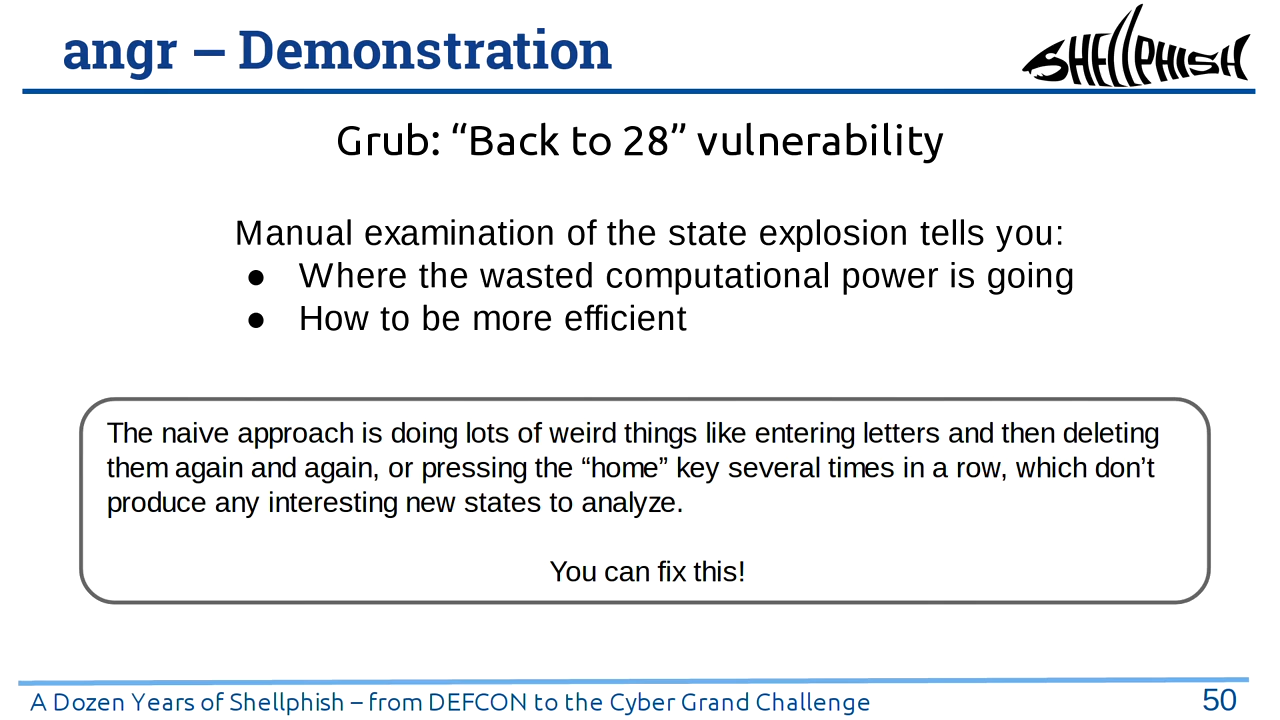 angr – Demonstration
SHELLPHISH
Grub: “Back to 28” vulnerability
Manual examination of the state explosion tells you:
● Where the wasted computational power is going
● How to be more efficient
The naive approach is doing lots of weird things like entering letters and then deleting
them again and again, or pressing the “home” key several times in a row, which don’t
produce any interesting new states to analyze.
You can fix this!
A Dozen Years of Shellphish – from DEFCON to the Cyber Grand Challenge
50